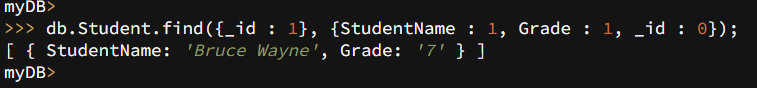 myDB>
>>> db.Student.find({_id : 1}, {StudentName : 1, Grade : 1, _id : 0});
[ { StudentName: 'Bruce Wayne', Grade: '7' } ]
myDB>